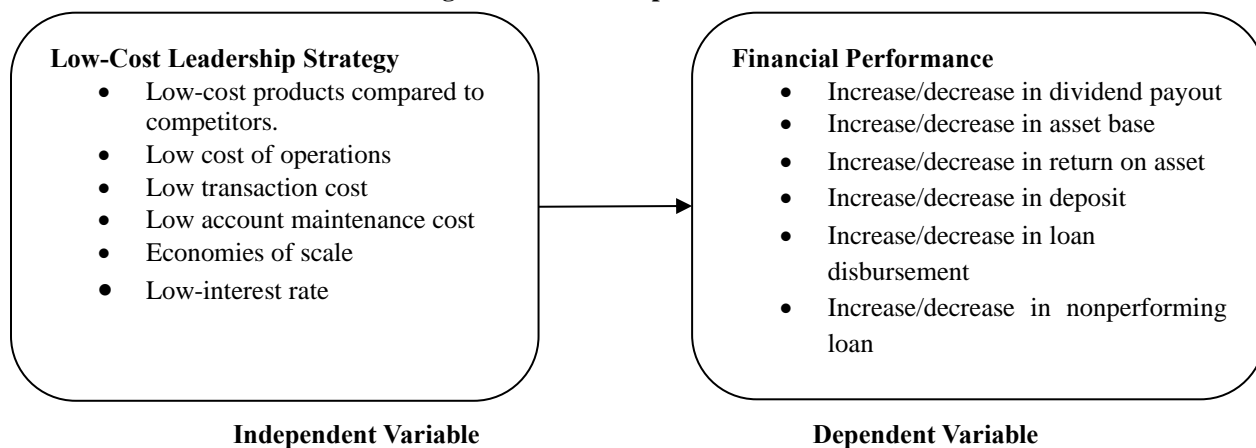 Low-Cost Leadership Strategy
• Low-cost products compared to
competitors.
• Low cost of operations
• Low transaction cost
• Low account maintenance cost
• Economies of scale
• Low-interest rate
Financial Performance
• Increase/decrease in dividend payout
• Increase/decrease in asset base
• Increase/decrease in return on asset
• Increase/decrease in deposit
• Increase/decrease in loan
disbursement
• Increase/decrease in nonperforming
loan
Independent Variable
Dependent Variable